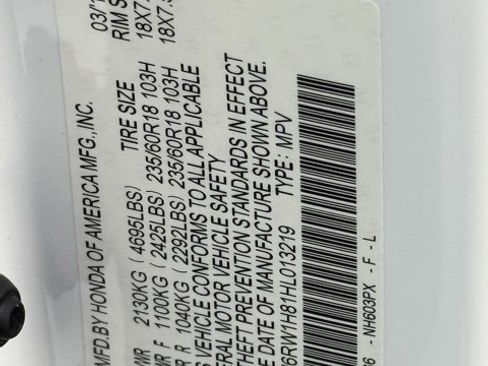 MFD.BY HONDA OF AMERICA MFG.,INC. 03/1
TIRE SIZE RIM S
2130KG (4695LBS)
F 1100KG (2425LBS) 235/60R18 103H 18X7.
R 1040KG (2292LBS) 235/60R18 103H 18X7.
VEHICLE CONFORMS TO ALL APPLICABLE
ERAL MOTOR VEHICLE SAFETY
PREVENTION STANDARDS IN EFFECT
E DATE OF MANUFACTURE SHOWN ABOVE.
6RW1H81HL013219 TYPE: MPV
- NH603PX - F - L